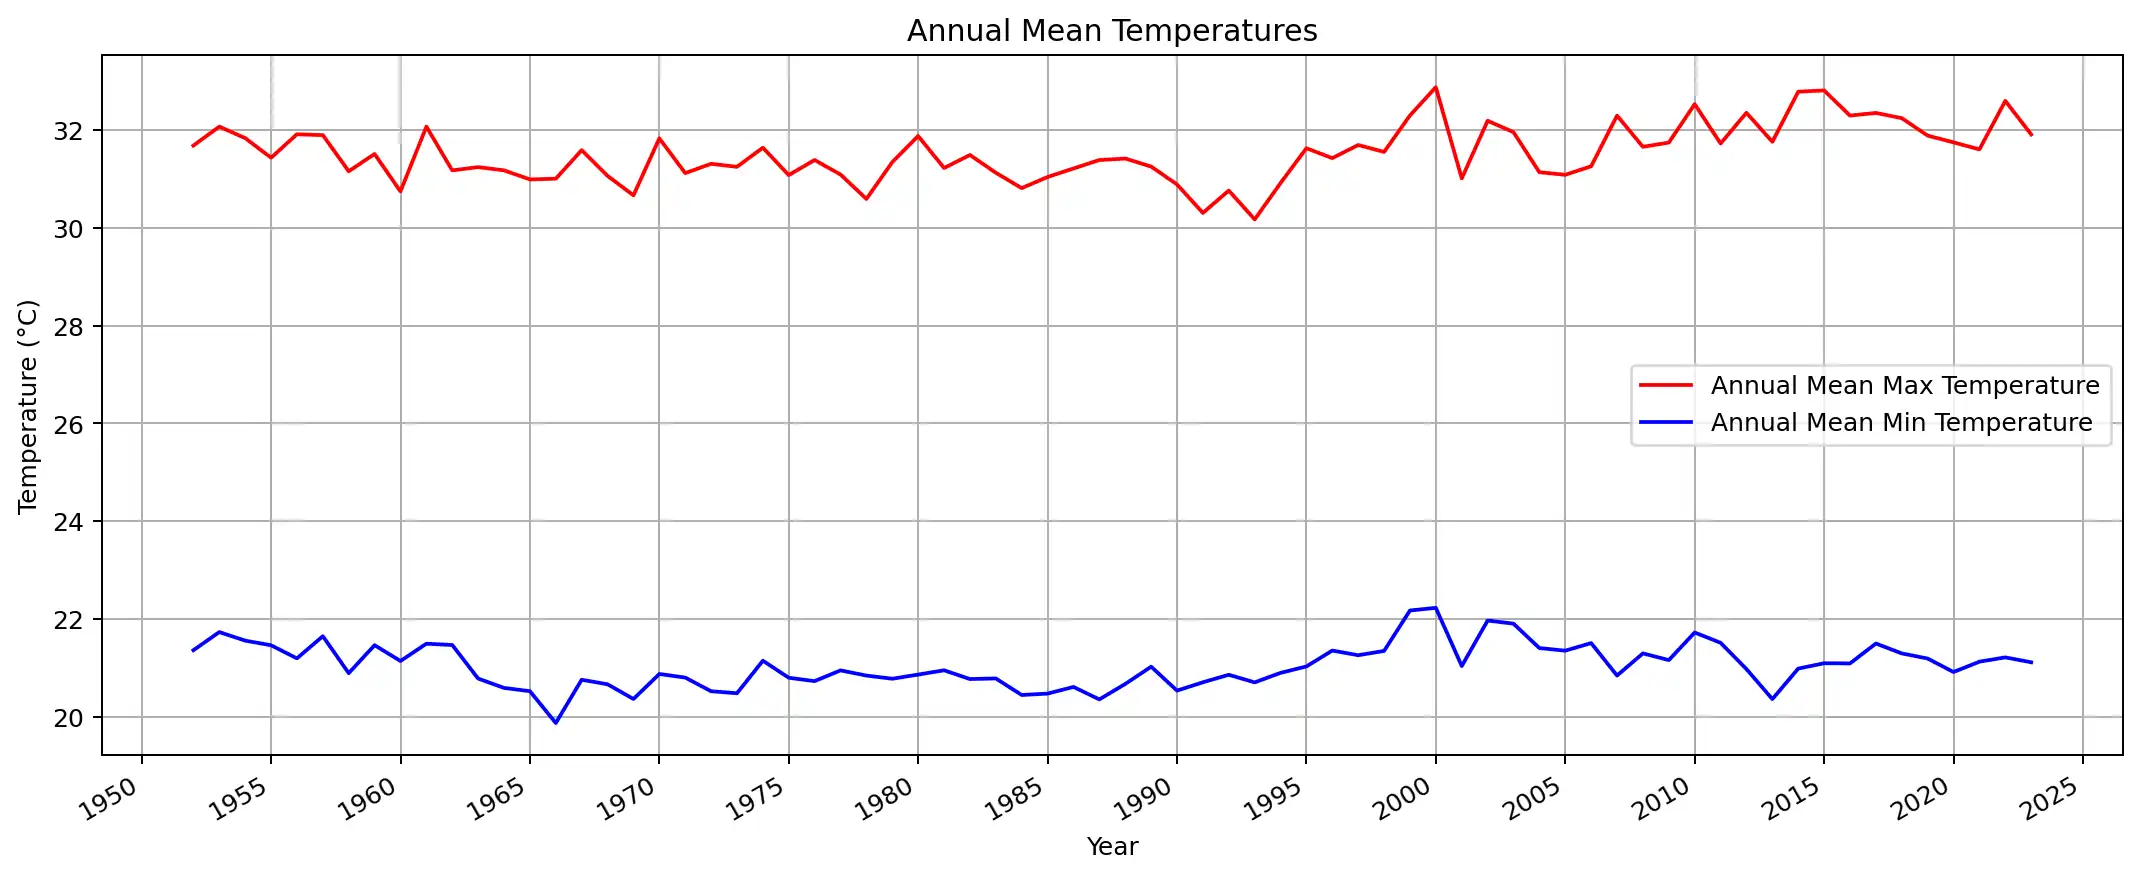 Annual Mean Temperatures
Temperature (°C)
32
30
28
26
24
22
20
Annual Mean Max Temperature
Annual Mean Min Temperature
1950 1955 1960 1965 1970 1975 1980 1985 1990 1995 2000 2005 2010 2015 2020 2025
Year